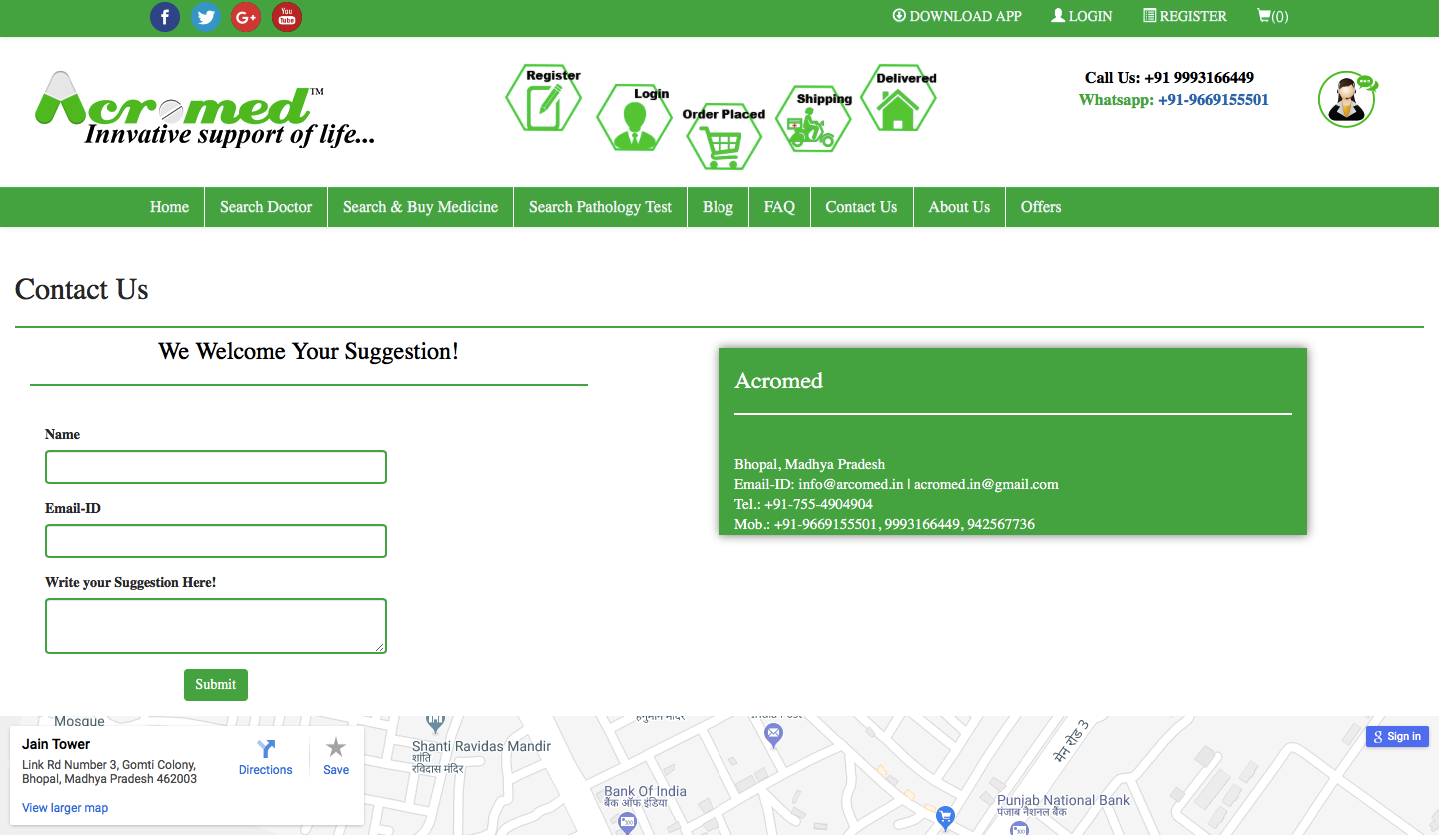 You
Tube
DOWNLOAD APP
LOGIN
REGISTER
(0)
Acromed™
Innvative support of life...
Register
Login
Order Placed
Shipping
Delivered
Call Us: +91 9993166449
Whatsapp: +91-9669155501
Home
Search Doctor
Search & Buy Medicine
Search Pathology Test
Blog
FAQ
Contact Us
About Us
Offers
Contact Us
We Welcome Your Suggestion!
Name
Email-ID
Write your Suggestion Here!
Submit
Acromed
Bhopal, Madhya Pradesh
Email-ID: info@arcomed.in | acromed.in@gmail.com
Tel.: +91-755-4904904
Mob.: +91-9669155501, 9993166449, 942567736
Mosque
हनुमान मंदिर
India Post
Jain Tower
Link Rd Number 3, Gomti Colony,
Bhopal, Madhya Pradesh 462003
Directions
Save
View larger map
Shanti Ravidas Mandir
शांति
रविदास मंदिर
Bank Of India
बैंक ऑफ इंडिया
मेन रोड 3
Punjab National Bank
पंजाब नैशनल बैंक
Sign in